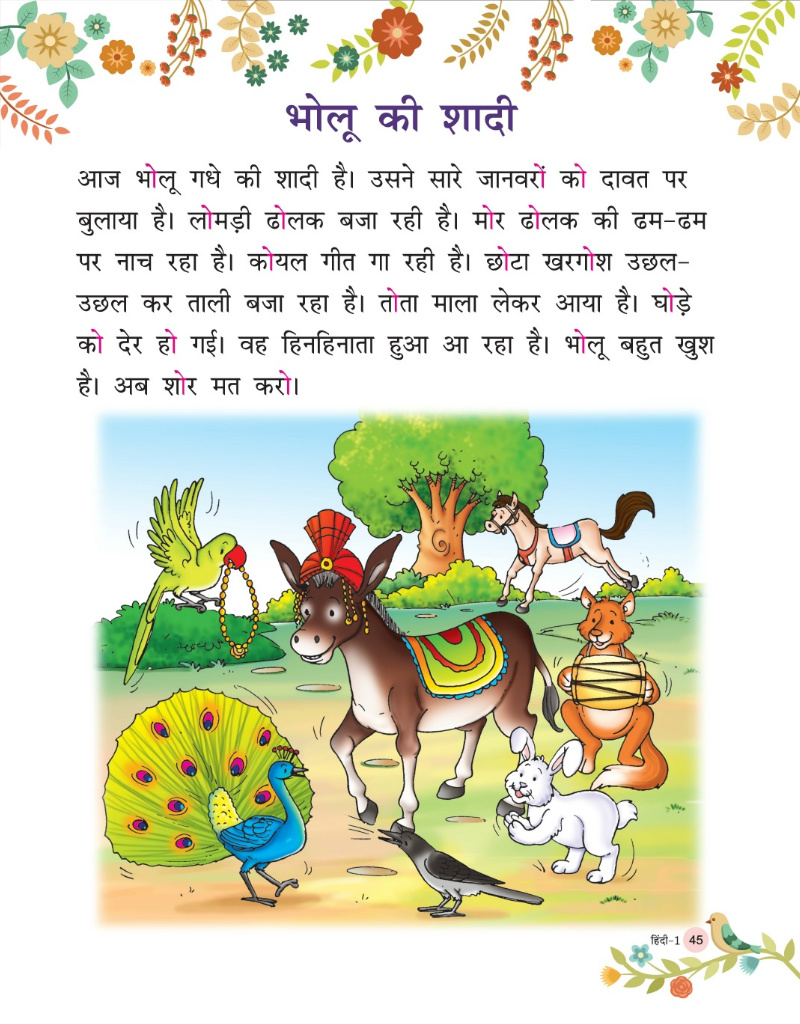 भोलू की शादी
आज भोलू गधे की शादी है। उसने सारे जानवरों को दावत पर
बुलाया है। लोमड़ी ढोलक बजा रही है। मोर ढोलक की ढम-ढम
पर नाच रहा है। कोयल गीत गा रही है। छोटा खरगोश उछल-
उछल कर ताली बजा रहा है। तोता माला लेकर आया है। घोड़े
को देर हो गई। वह हिनहिनाता हुआ आ रहा है। भोलू बहुत खुश
है। अब शोर मत करो।
हिंदी-1 45